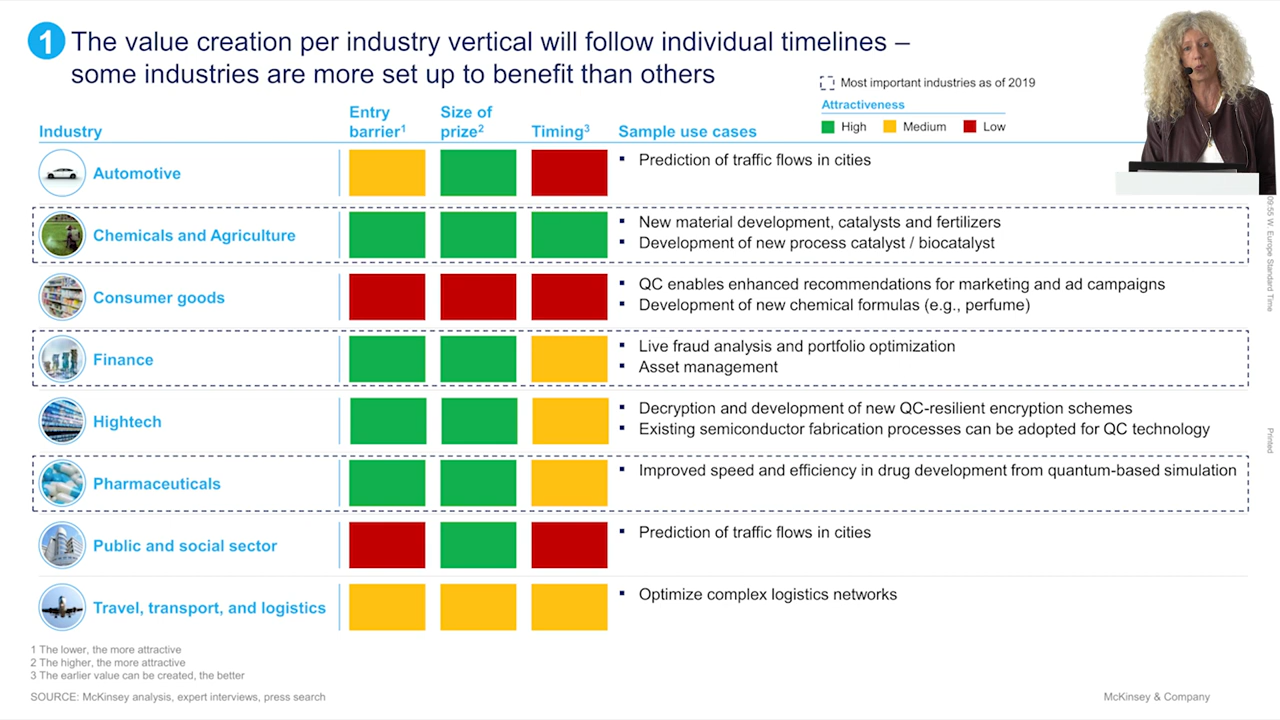 1
The value creation per industry vertical will follow individual timelines –
some industries are more set up to benefit than others
Most important industries as of 2019
Attractiveness
High
Medium
Low
Industry
Entry
barrier1
Size of
prize2
Timing3
Sample use cases
Automotive
▪ Prediction of traffic flows in cities
Chemicals and Agriculture
▪ New material development, catalysts and fertilizers
▪ Development of new process catalyst / biocatalyst
Consumer goods
▪ QC enables enhanced recommendations for marketing and ad campaigns
▪ Development of new chemical formulas (e.g., perfume)
Finance
▪ Live fraud analysis and portfolio optimization
▪ Asset management
Hightech
▪ Decryption and development of new QC-resilient encryption schemes
▪ Existing semiconductor fabrication processes can be adopted for QC technology
Pharmaceuticals
▪ Improved speed and efficiency in drug development from quantum-based simulation
Public and social sector
▪ Prediction of traffic flows in cities
Travel, transport, and logistics
▪ Optimize complex logistics networks
1 The lower, the more attractive
2 The higher, the more attractive
3 The earlier value can be created, the better
SOURCE: McKinsey analysis, expert interviews, press search
McKinsey & Company
09:55 W. Europe Standard Time
Printed